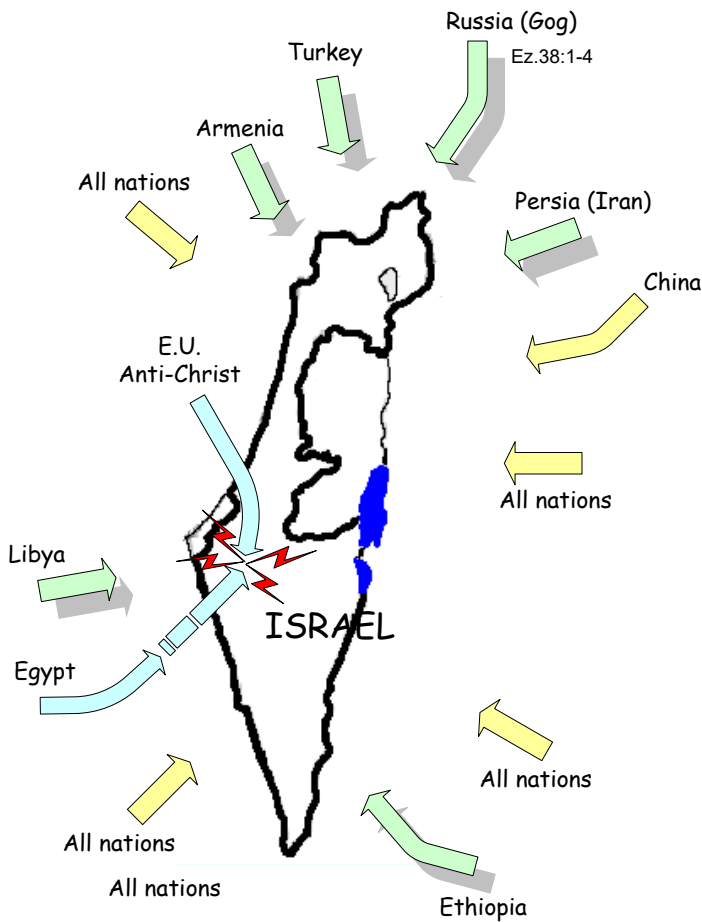 Russia (Gog)
Ez.38:1-4
Turkey
Armenia
All nations
Persia (Iran)
China
E.U.
Anti-Christ
All nations
Libya
ISRAEL
Egypt
All nations
All nations
All nations
Ethiopia